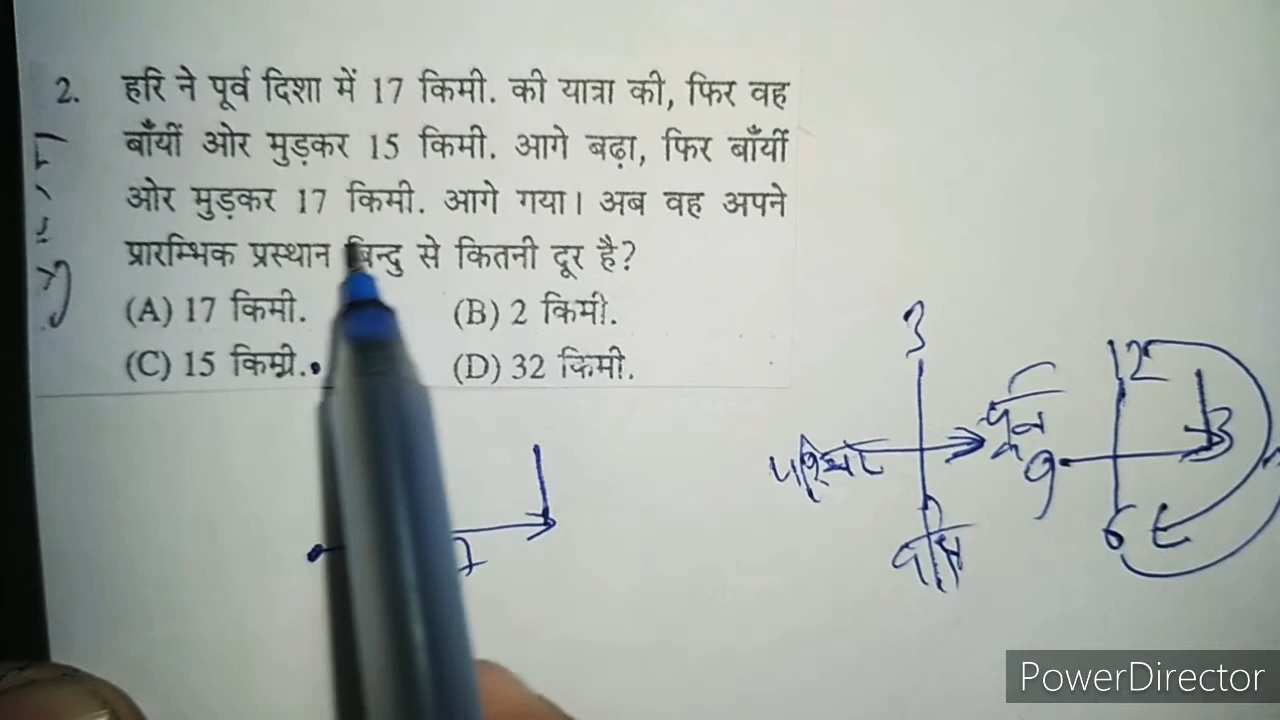 2. हरि ने पूर्व दिशा में 17 किमी. की यात्रा की, फिर वह
बाँयीं ओर मुड़कर 15 किमी. आगे बढ़ा, फिर बाँयीं
ओर मुड़कर 17 किमी. आगे गया। अब वह अपने
प्रारम्भिक प्रस्थान बिन्दु से कितनी दूर है?
(A) 17 किमी. (B) 2 किमी.
(C) 15 किमी. (D) 32 किमी.
3
12
पूर्व
3
9
6
PowerDirector